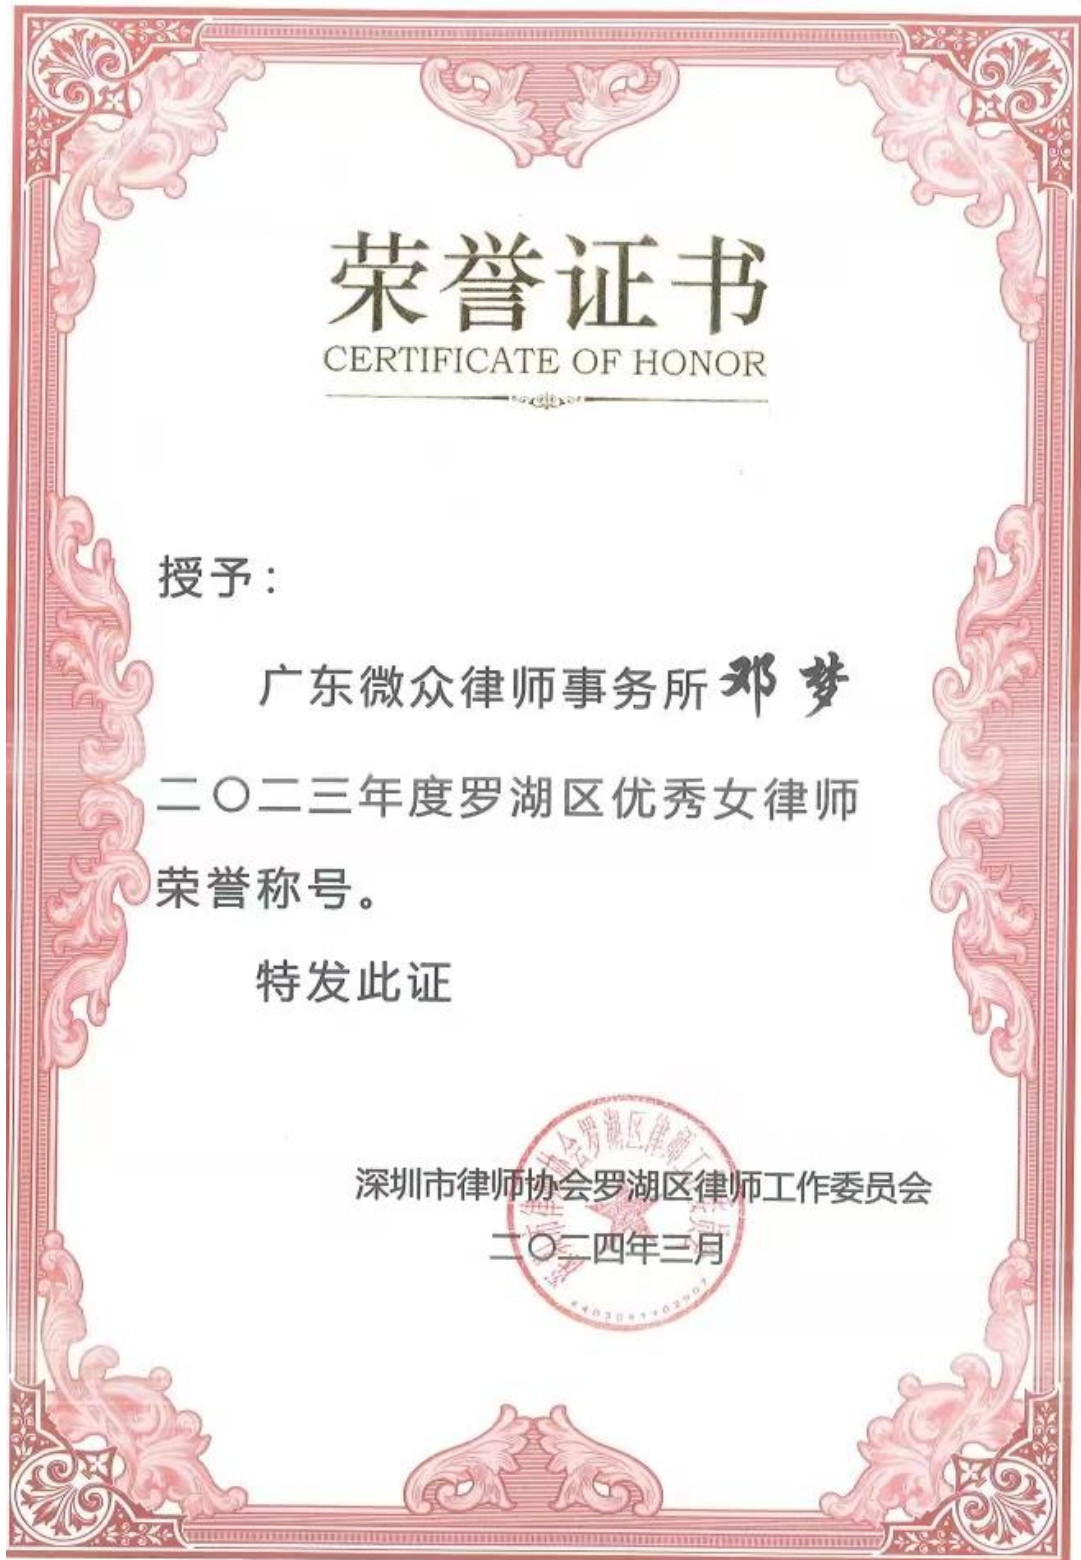 荣誉证书
CERTIFICATE OF HONOR
授予：
广东微众律师事务所邓梦
二〇二三年度罗湖区优秀女律师
荣誉称号。
特发此证
深圳市律师协会罗湖区律师工作委员会
二〇二四年三月